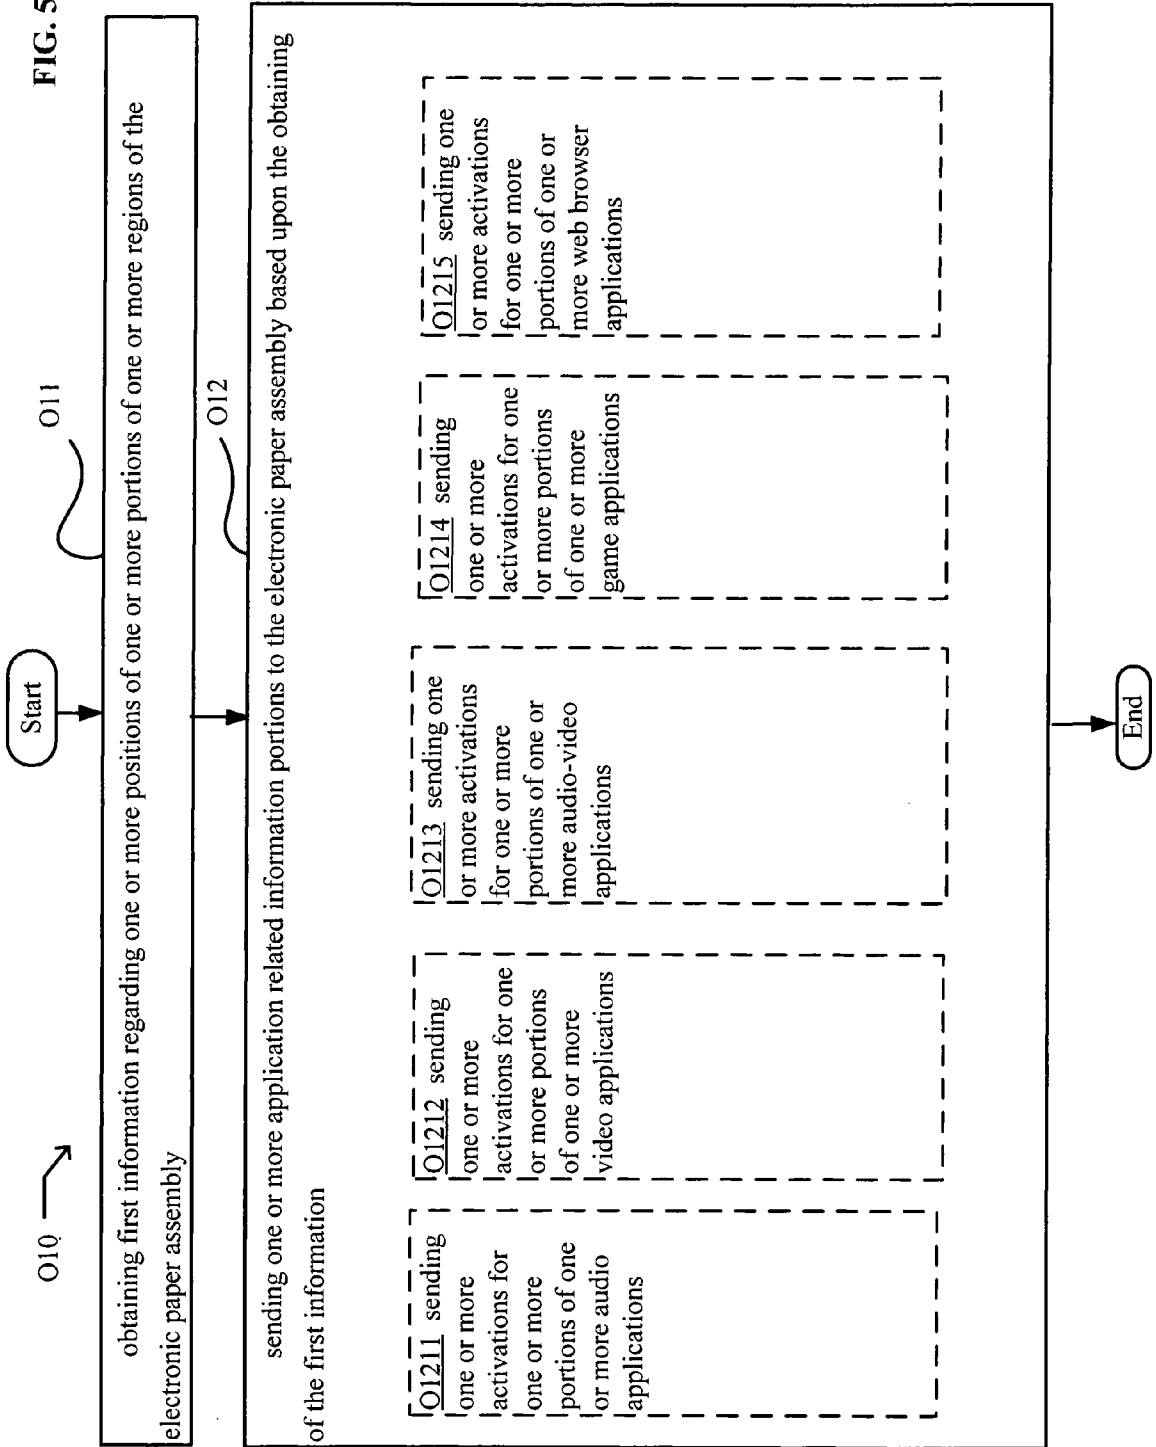 FIG. 5
Start
O10
O11
obtaining first information regarding one or more positions of one or more portions of one or more regions of the
electronic paper assembly
O12
sending one or more application related information portions to the electronic paper assembly based upon the obtaining
of the first information
O1211 sending
one or more
activations for
one or more
portions of one
or more audio
applications
O1212 sending
one or more
activations for one
or more portions
of one or more
video applications
O1213 sending one
or more activations
for one or more
portions of one or
more audio-video
applications
O1214 sending
one or more
activations for one
or more portions
of one or more
game applications
O1215 sending one
or more activations
for one or more
portions of one or
more web browser
applications
End